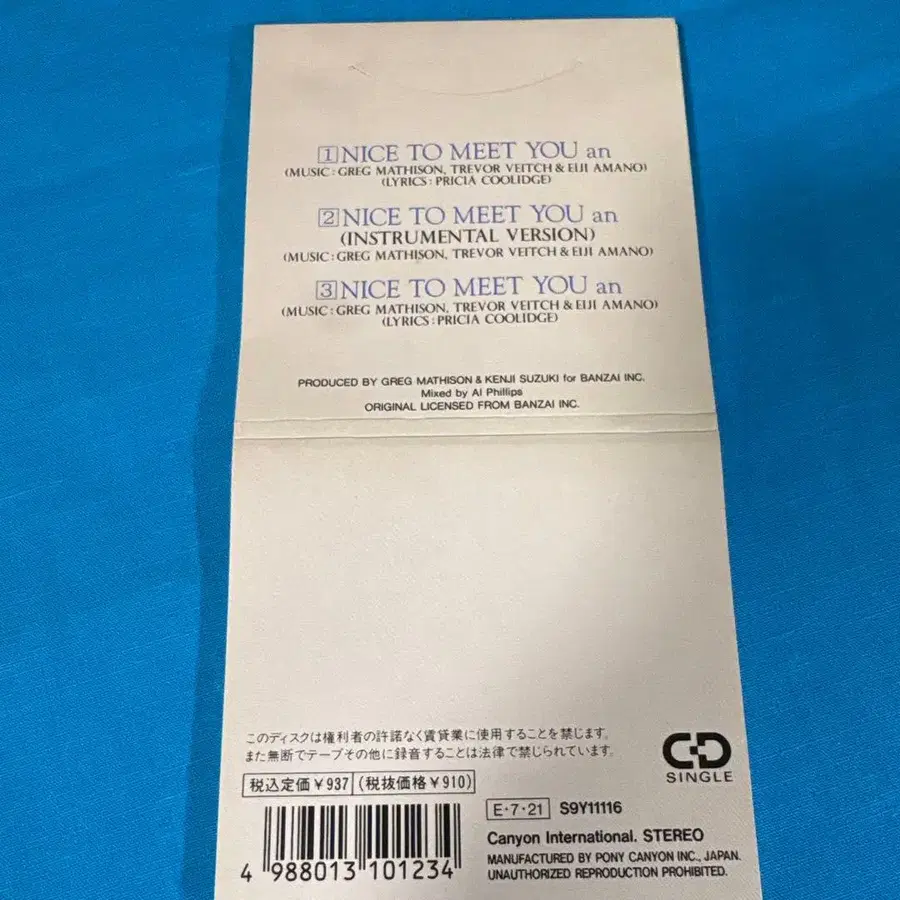 1 NICE TO MEET YOU an
(MUSIC : GREG MATHISON, TREVOR VEITCH & EIJI AMANO)
(LYRICS : PRICIA COOLIDGE)
2 NICE TO MEET YOU an
(INSTRUMENTAL VERSION)
(MUSIC : GREG MATHISON, TREVOR VEITCH & EIJI AMANO)
3 NICE TO MEET YOU an
(MUSIC : GREG MATHISON, TREVOR VEITCH & EIJI AMANO)
(LYRICS : PRICIA COOLIDGE)
PRODUCED BY GREG MATHISON & KENJI SUZUKI for BANZAI INC.
Mixed by Al Phillips
ORIGINAL LICENSED FROM BANZAI INC.
このディスクは権利者の許諾なく賃貸業に使用することを禁じます。
また無断でテープその他に録音することは法律で禁じられています。
CD
SINGLE
税込定価¥937 (税抜価格¥910)
E・7・21 S9Y11116
Canyon International. STEREO
MANUFACTURED BY PONY CANYON INC., JAPAN.
UNAUTHORIZED REPRODUCTION PROHIBITED.
4 988013 101234